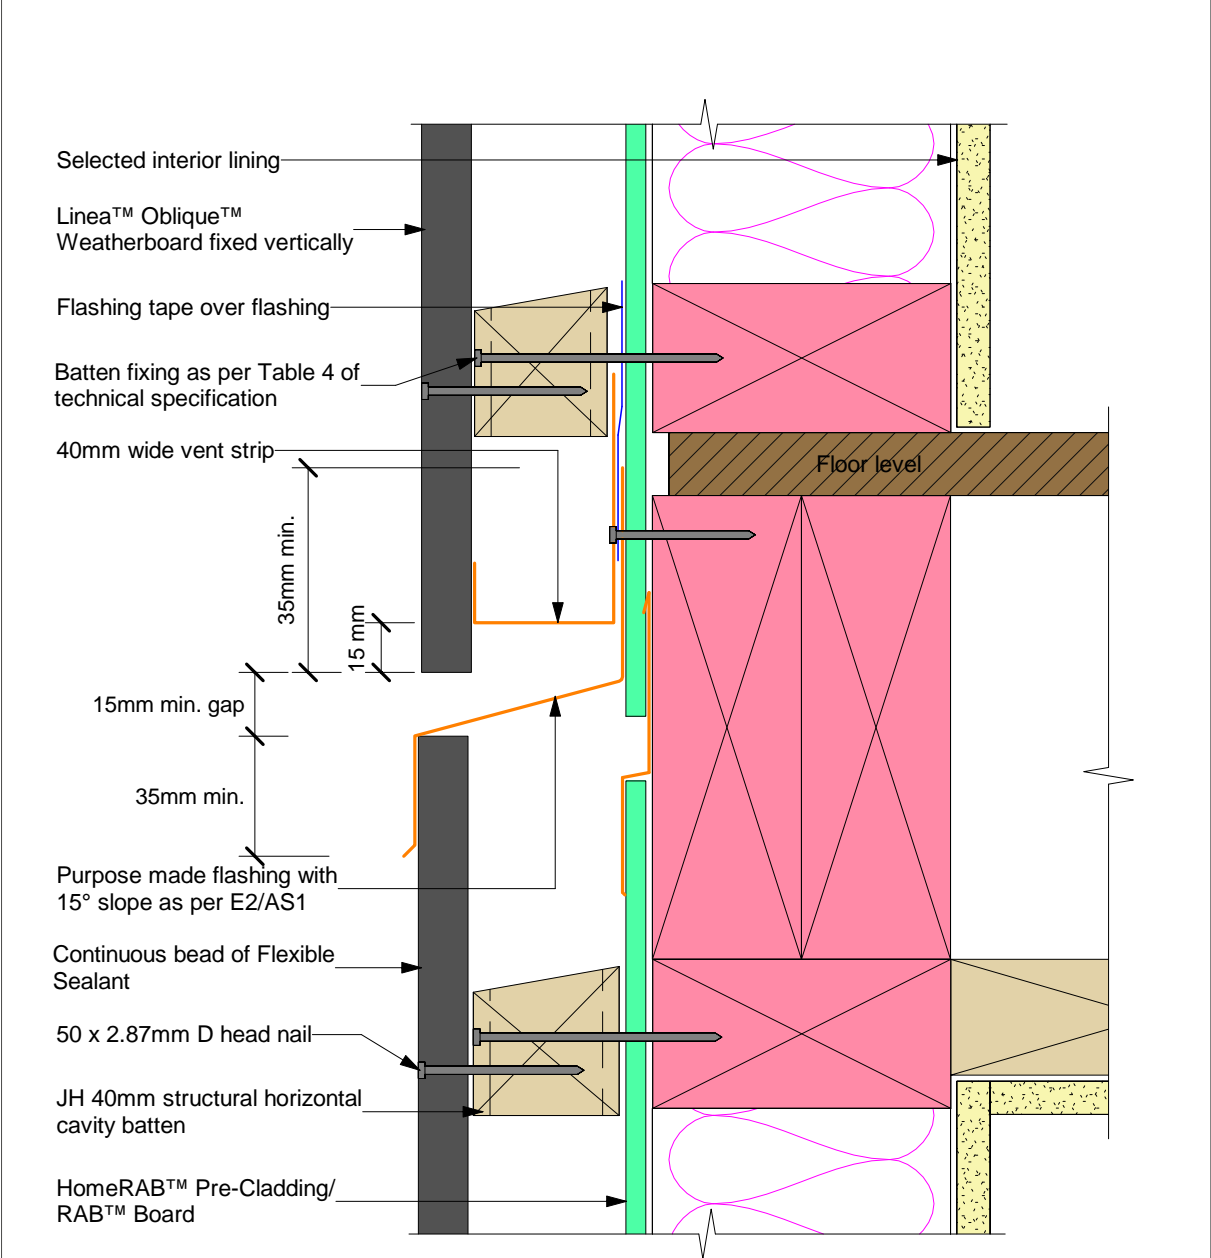 Selected interior lining
Linea™ Oblique™
Weatherboard fixed vertically
Flashing tape over flashing
Batten fixing as per Table 4 of
technical specification
40mm wide vent strip
Floor level
35mm min.
15 mm
15mm min. gap
35mm min.
Purpose made flashing with
15° slope as per E2/AS1
Continuous bead of Flexible
Sealant
50 x 2.87mm D head nail
JH 40mm structural horizontal
cavity batten
HomeRAB™ Pre-Cladding/
RAB™ Board